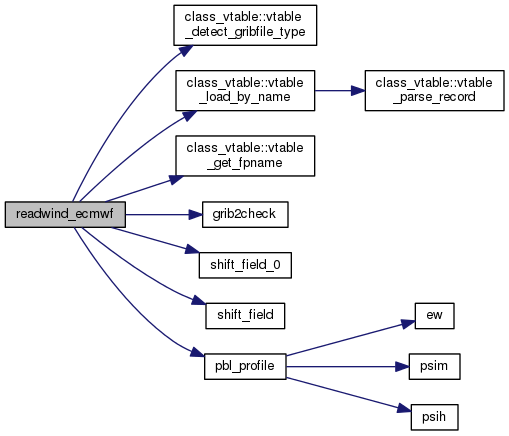 class_vtable::vtable
_detect_gribfile_type
class_vtable::vtable
_load_by_name
class_vtable::vtable
_parse_record
class_vtable::vtable
_get_fpname
readwind_ecmwf
grib2check
shift_field_0
shift_field
pbl_profile
ew
psim
psih